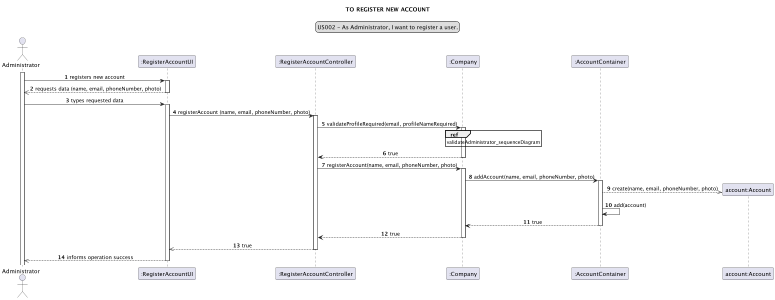 TO REGISTER NEW ACCOUNT
US002 - As Administrator, I want to register a user.
Administrator
:RegisterAccountUI
:RegisterAccountController
:Company
:AccountContainer
1 registers new account
2 requests data (name, email, phoneNumber, photo)
3 types requested data
4 registerAccount (name, email, phoneNumber, photo)
5 validateProfileRequired(email, profileNameRequired)
ref
validateAdministrator_sequenceDiagram
6 true
7 registerAccount(name, email, phoneNumber, photo)
8 addAccount(name, email, phoneNumber, photo)
9 create(name, email, phoneNumber, photo)
account:Account
10 add(account)
11 true
12 true
13 true
14 informs operation success
Administrator
:RegisterAccountUI
:RegisterAccountController
:Company
:AccountContainer
account:Account